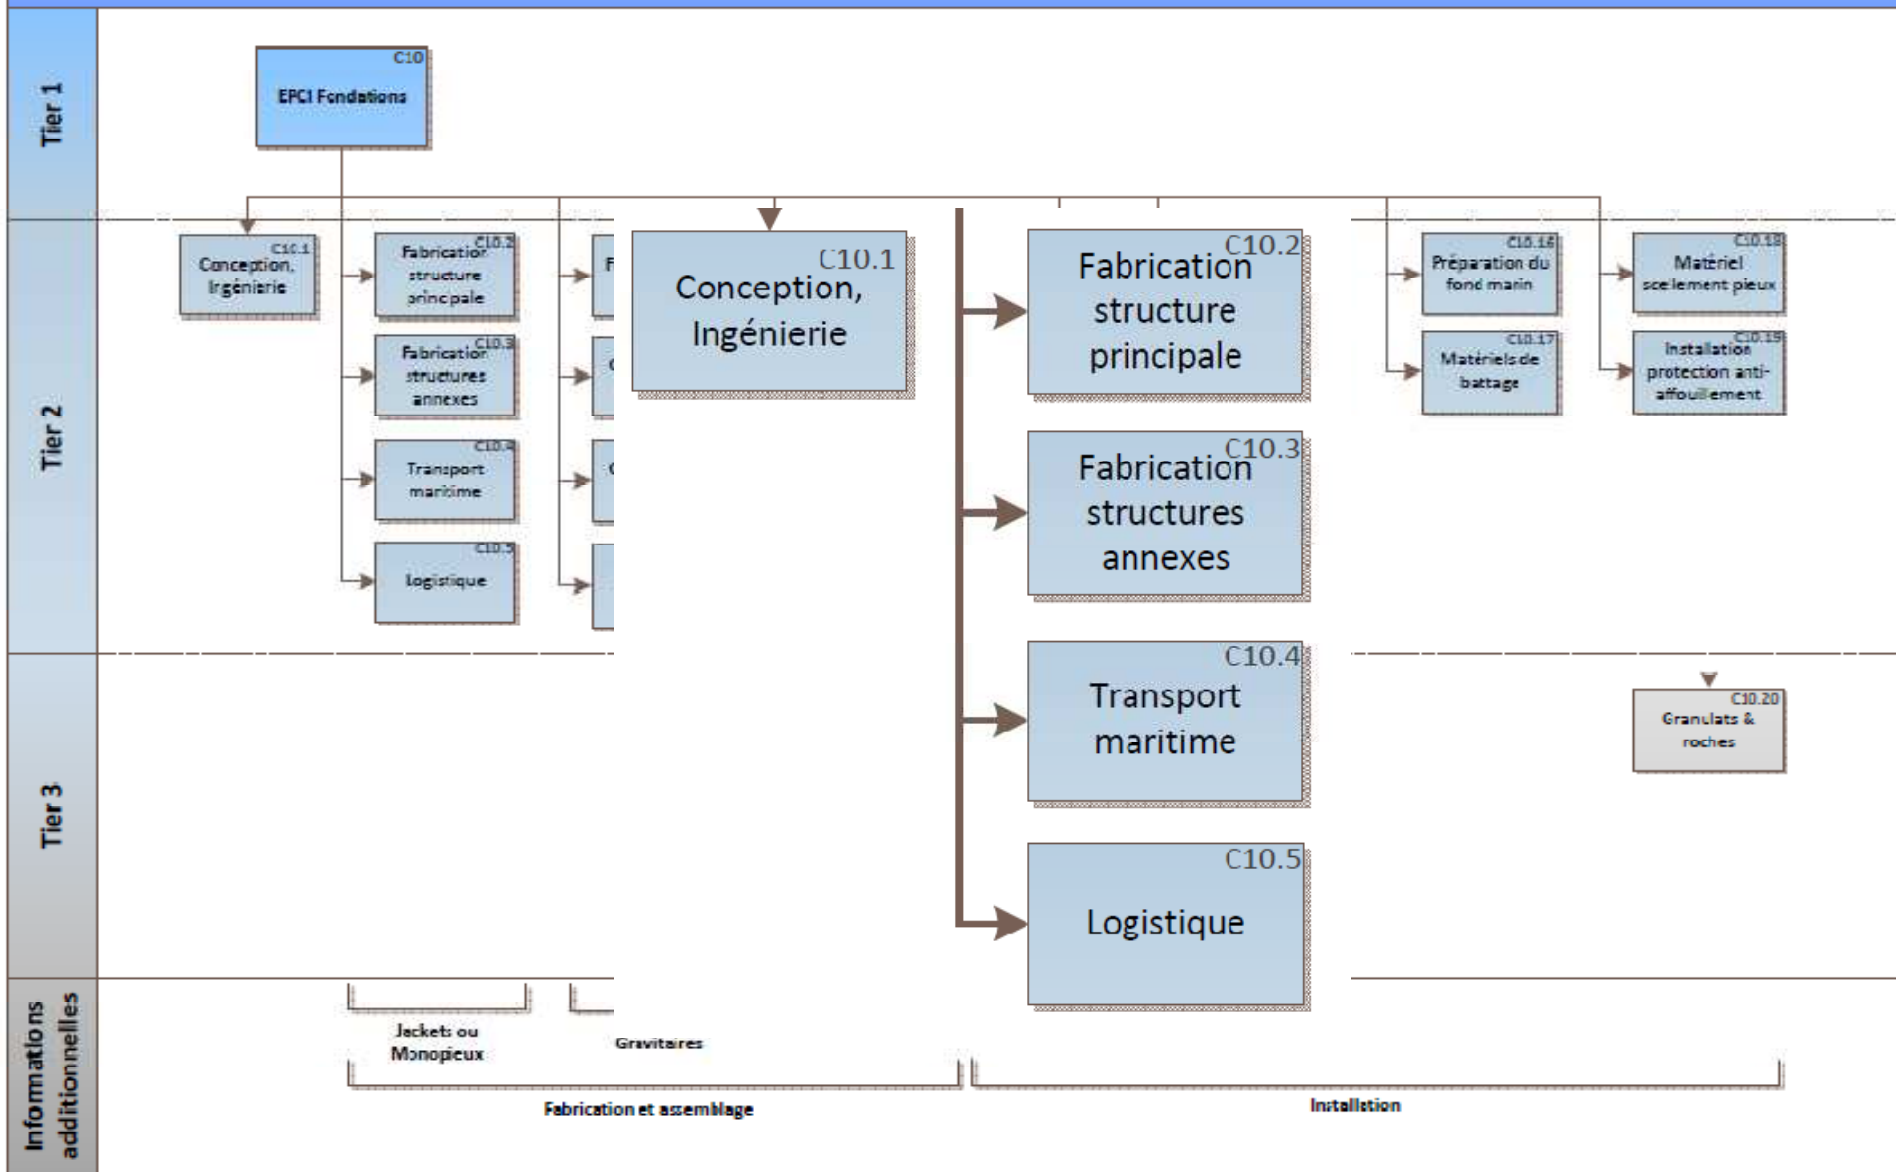 Tier 1
C10
EPCI Fondations
Tier 2
C10.1
Conception,
Ingénierie
C10.2
Fabrication
structure
principale
C10.3
Fabrication
structures
annexes
C10.4
Transport
maritime
C10.5
Logistique
C10.1
Conception,
Ingénierie
C10.2
Fabrication
structure
principale
C10.3
Fabrication
structures
annexes
C10.4
Transport
maritime
C10.5
Logistique
C10.16
Préparation du
fond marin
C10.17
Matériels de
battage
C10.18
Matériel
scellement pieux
C10.19
Installation
protection anti-
affouillement
Tier 3
C10.20
Granulats &
roches
Informations
additionnelles
Jackets ou
Monopieux
Gravitaires
Fabrication et assemblage
Installation